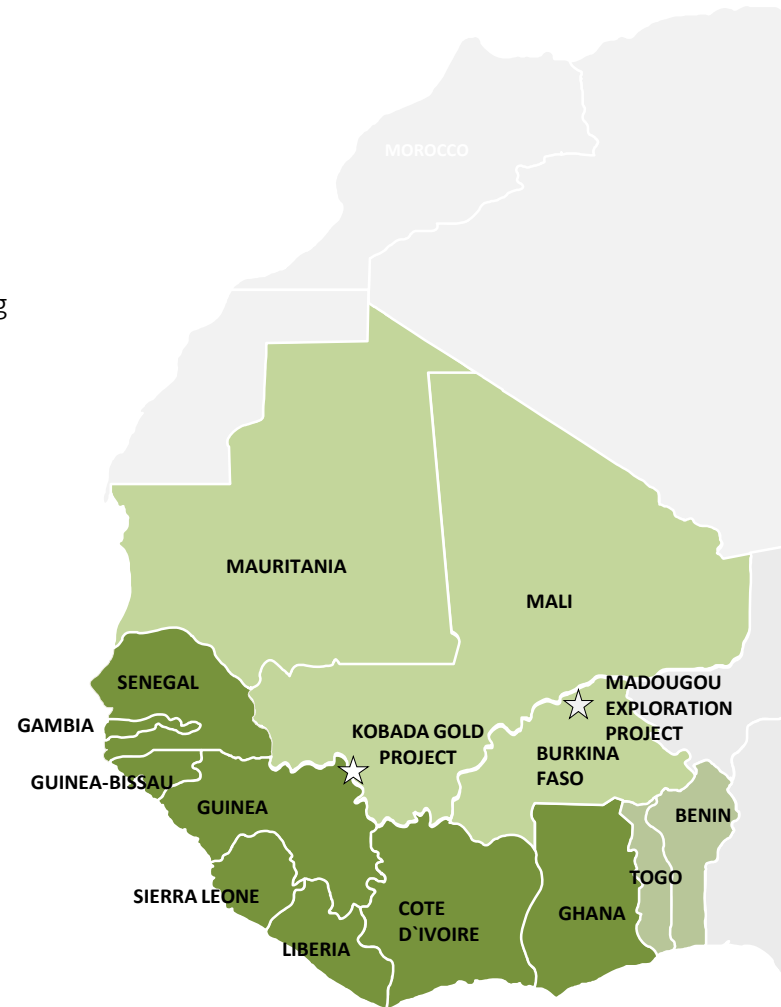 MOROCCO
g
MAURITANIA
MALI
SENEGAL
MADOUGOU
EXPLORATION
PROJECT
GAMBIA
KOBADA GOLD
PROJECT
BURKINA
FASO
GUINEA-BISSAU
GUINEA
BENIN
TOGO
SIERRA LEONE
COTE
D`IVOIRE
GHANA
LIBERIA